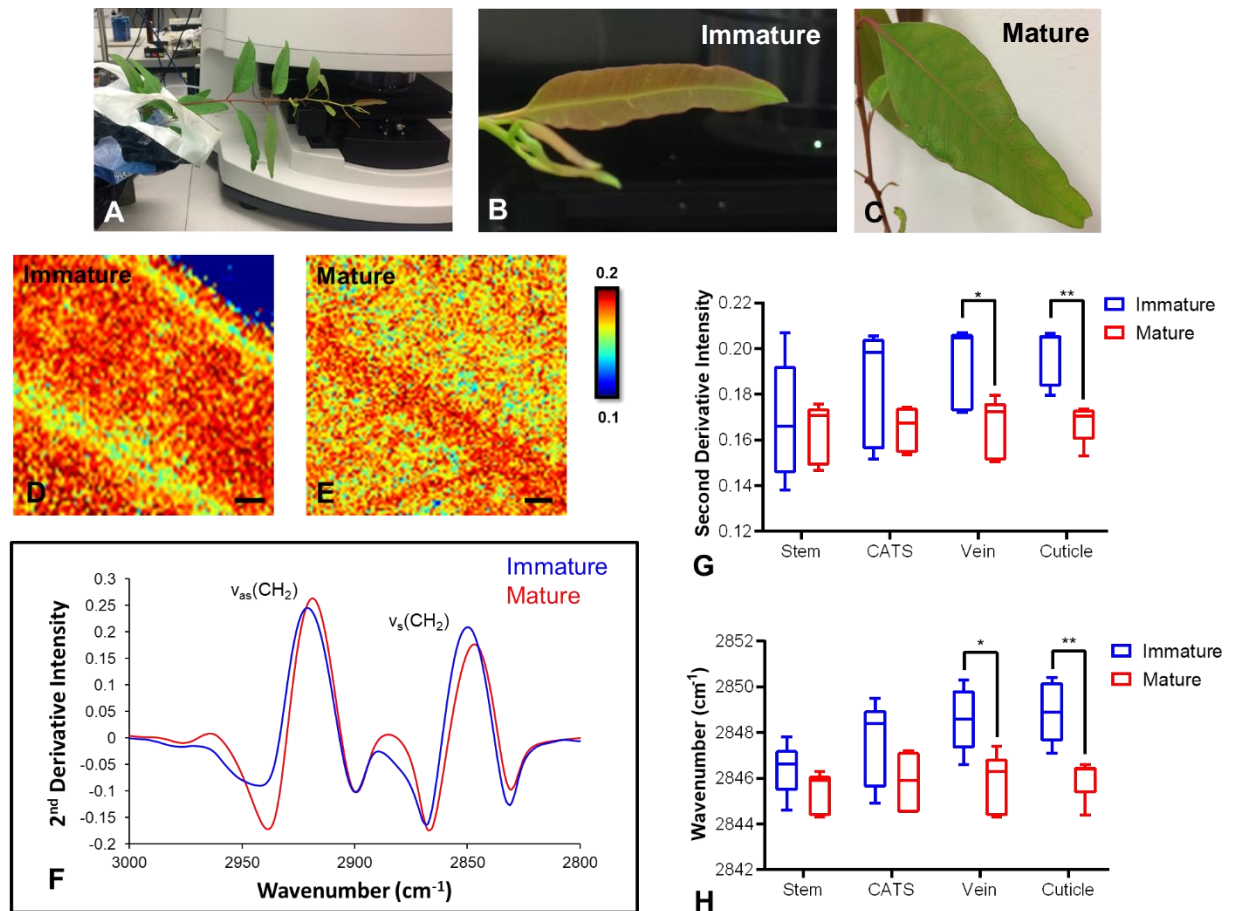 A
Immature
B
Mature
C
Immature
D
Mature
E
0.2
0.1
Immature
Mature
νas(CH2)
νs(CH2)
2nd Derivative Intensity
0.3
0.25
0.2
0.15
0.1
0.05
0
-0.05
-0.1
-0.15
-0.2
3000 2950 2900 2850 2800
Wavenumber (cm-1)
F
Second Derivative Intensity
0.22
0.20
0.18
0.16
0.14
0.12
* **
Immature
Mature
Stem CATS Vein Cuticle
G
Wavenumber (cm-1)
2852
2850
2848
2846
2844
2842
* **
Immature
Mature
Stem CATS Vein Cuticle
H